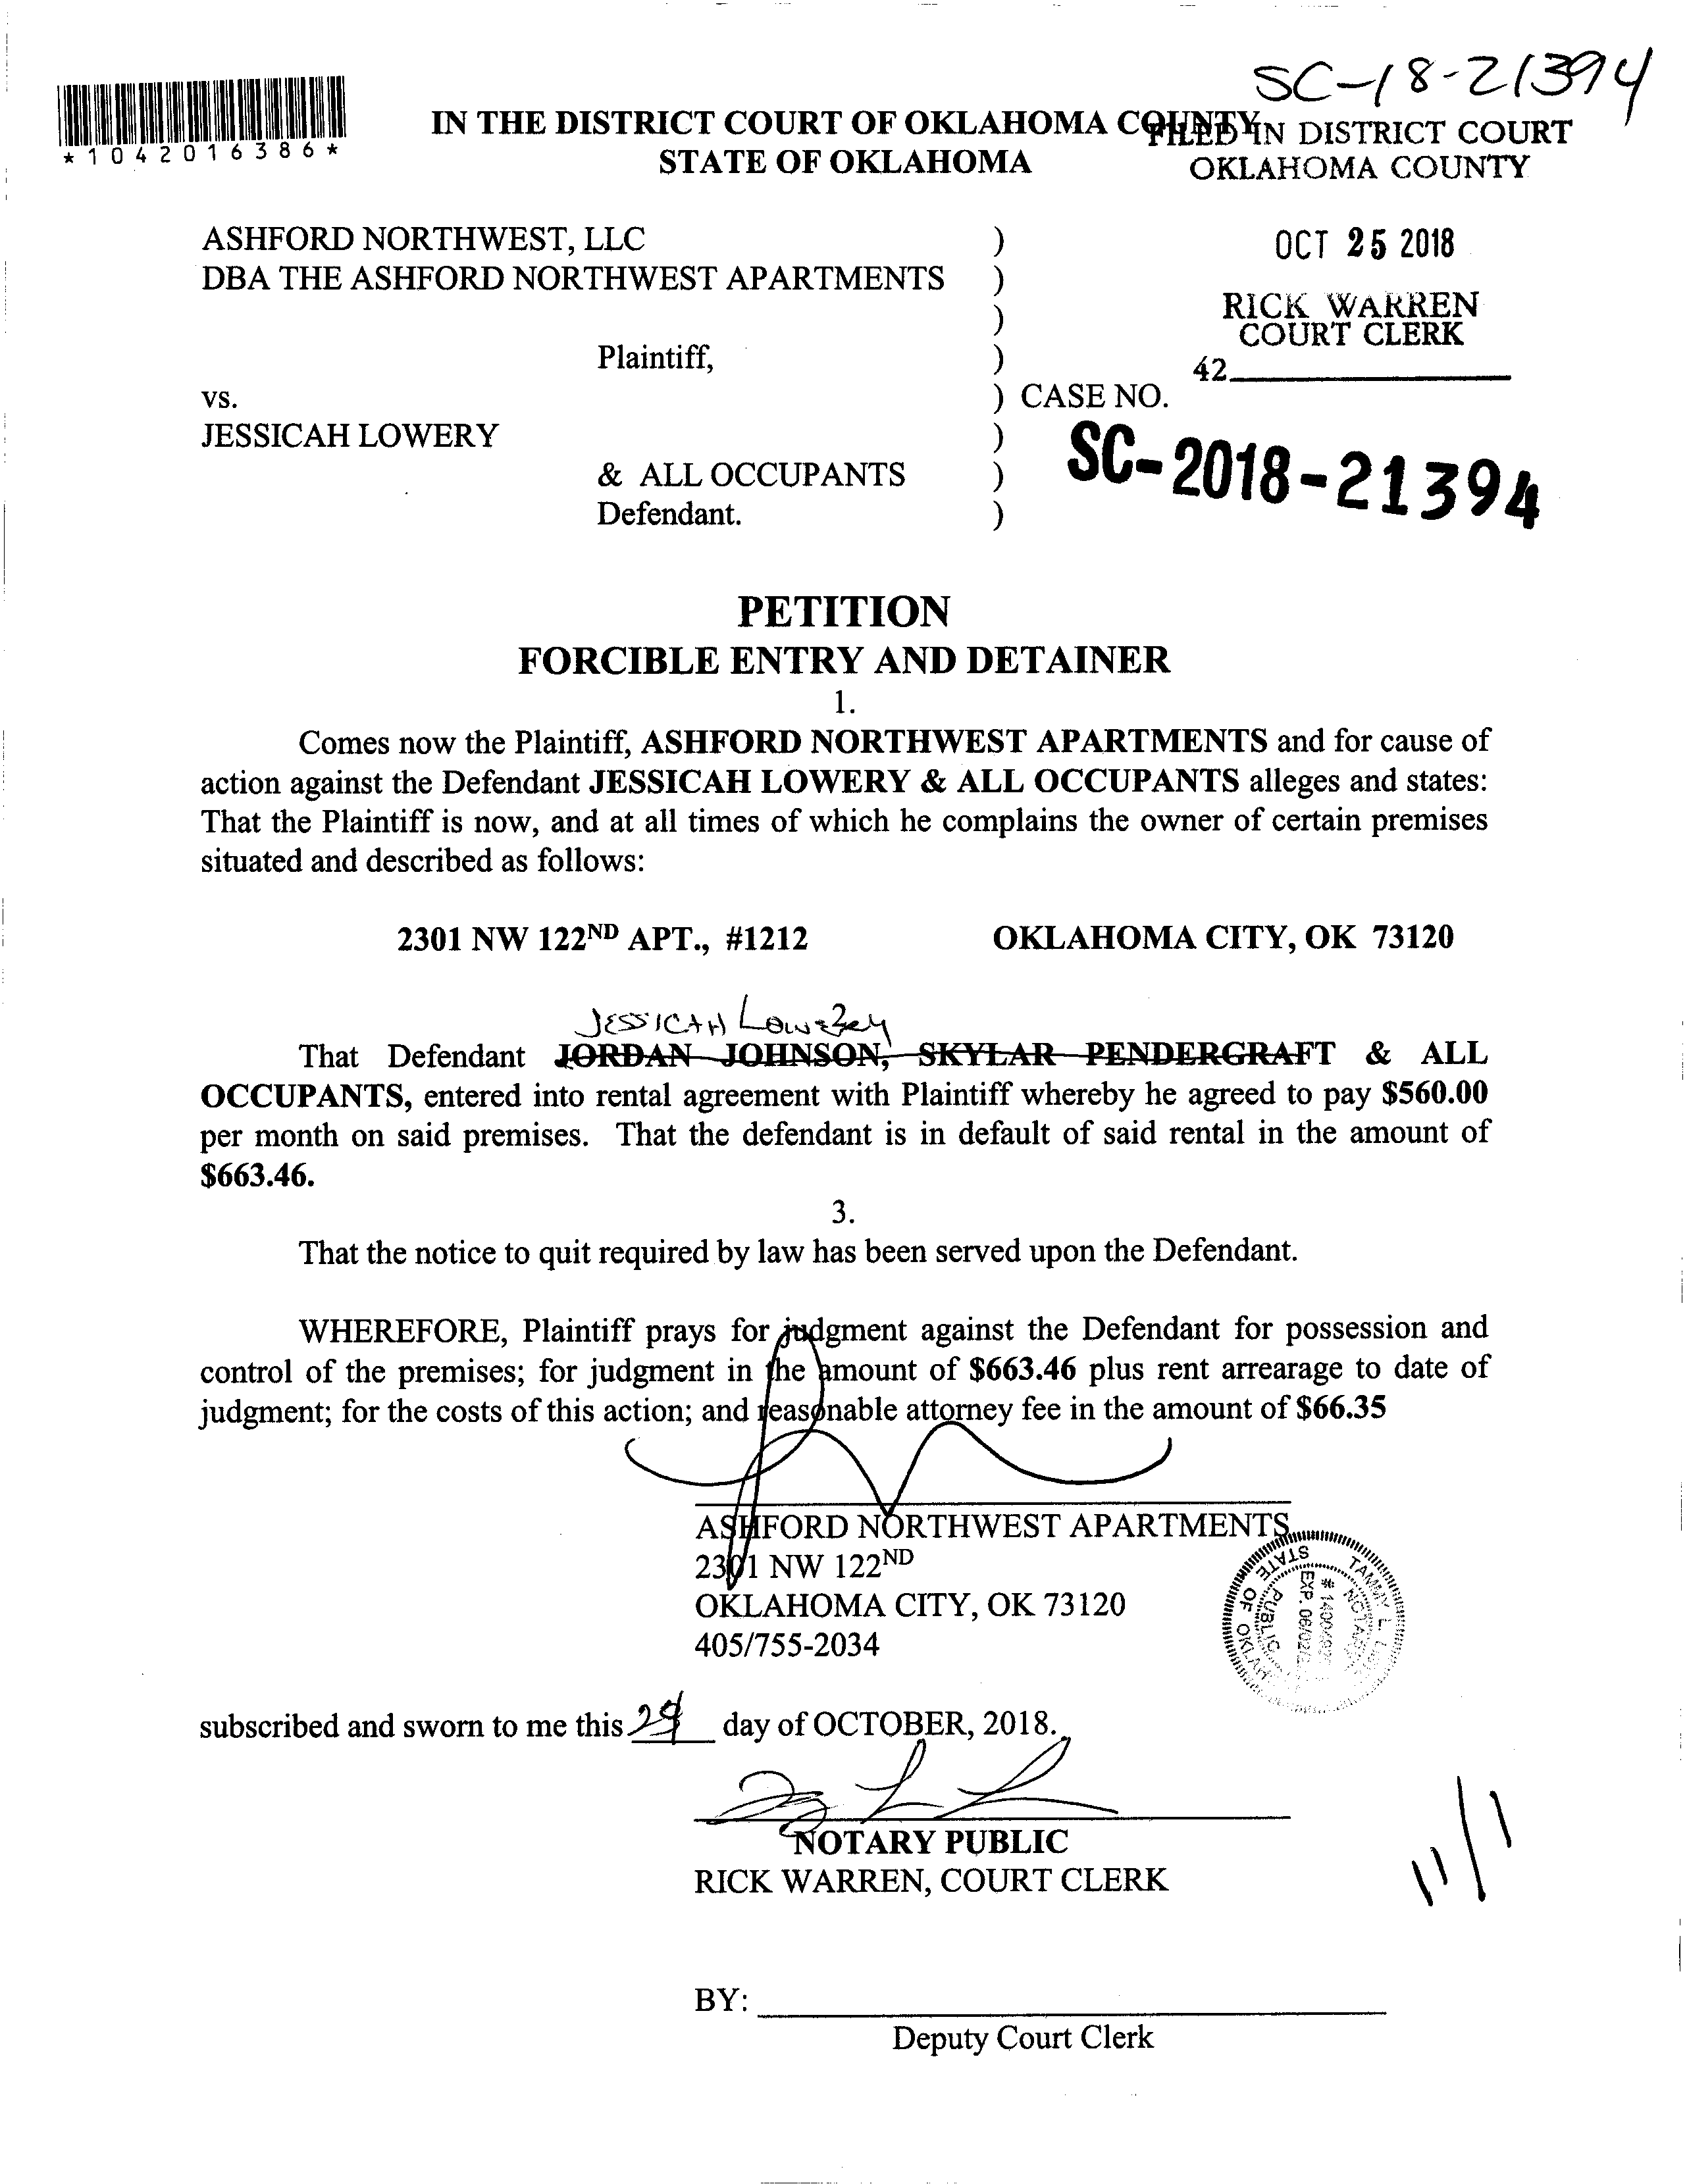 SC-18-21394
*1042016386*
IN THE DISTRICT COURT OF OKLAHOMA COUNTY
STATE OF OKLAHOMA
FILED IN DISTRICT COURT
OKLAHOMA COUNTY
OCT 25 2018
RICK WARREN
COURT CLERK
42
ASHFORD NORTHWEST, LLC )
DBA THE ASHFORD NORTHWEST APARTMENTS )
)
Plaintiff, )
vs. ) CASE NO.
JESSICAH LOWERY )
& ALL OCCUPANTS )
Defendant. )
SC-2018-21394
PETITION
FORCIBLE ENTRY AND DETAINER
1.
Comes now the Plaintiff, ASHFORD NORTHWEST APARTMENTS and for cause of
action against the Defendant JESSICAH LOWERY & ALL OCCUPANTS alleges and states:
That the Plaintiff is now, and at all times of which he complains the owner of certain premises
situated and described as follows:
2301 NW 122ND APT., #1212 OKLAHOMA CITY, OK 73120
JESSICAH Lowezey
That Defendant JORDAN JOHNSON, SKYLAR PENDERGRAFT & ALL
OCCUPANTS, entered into rental agreement with Plaintiff whereby he agreed to pay $560.00
per month on said premises. That the defendant is in default of said rental in the amount of
$663.46.
3.
That the notice to quit required by law has been served upon the Defendant.
WHEREFORE, Plaintiff prays for judgment against the Defendant for possession and
control of the premises; for judgment in the amount of $663.46 plus rent arrearage to date of
judgment; for the costs of this action; and reasonable attorney fee in the amount of $66.35
ASHFORD NORTHWEST APARTMENTS
2301 NW 122ND
OKLAHOMA CITY, OK 73120
405/755-2034
TAMMY L.
NOTARY PUBLIC
STATE OF
EXP. 06/02/
subscribed and sworn to me this 24 day of OCTOBER, 2018.
NOTARY PUBLIC
RICK WARREN, COURT CLERK
11/1
BY:
Deputy Court Clerk